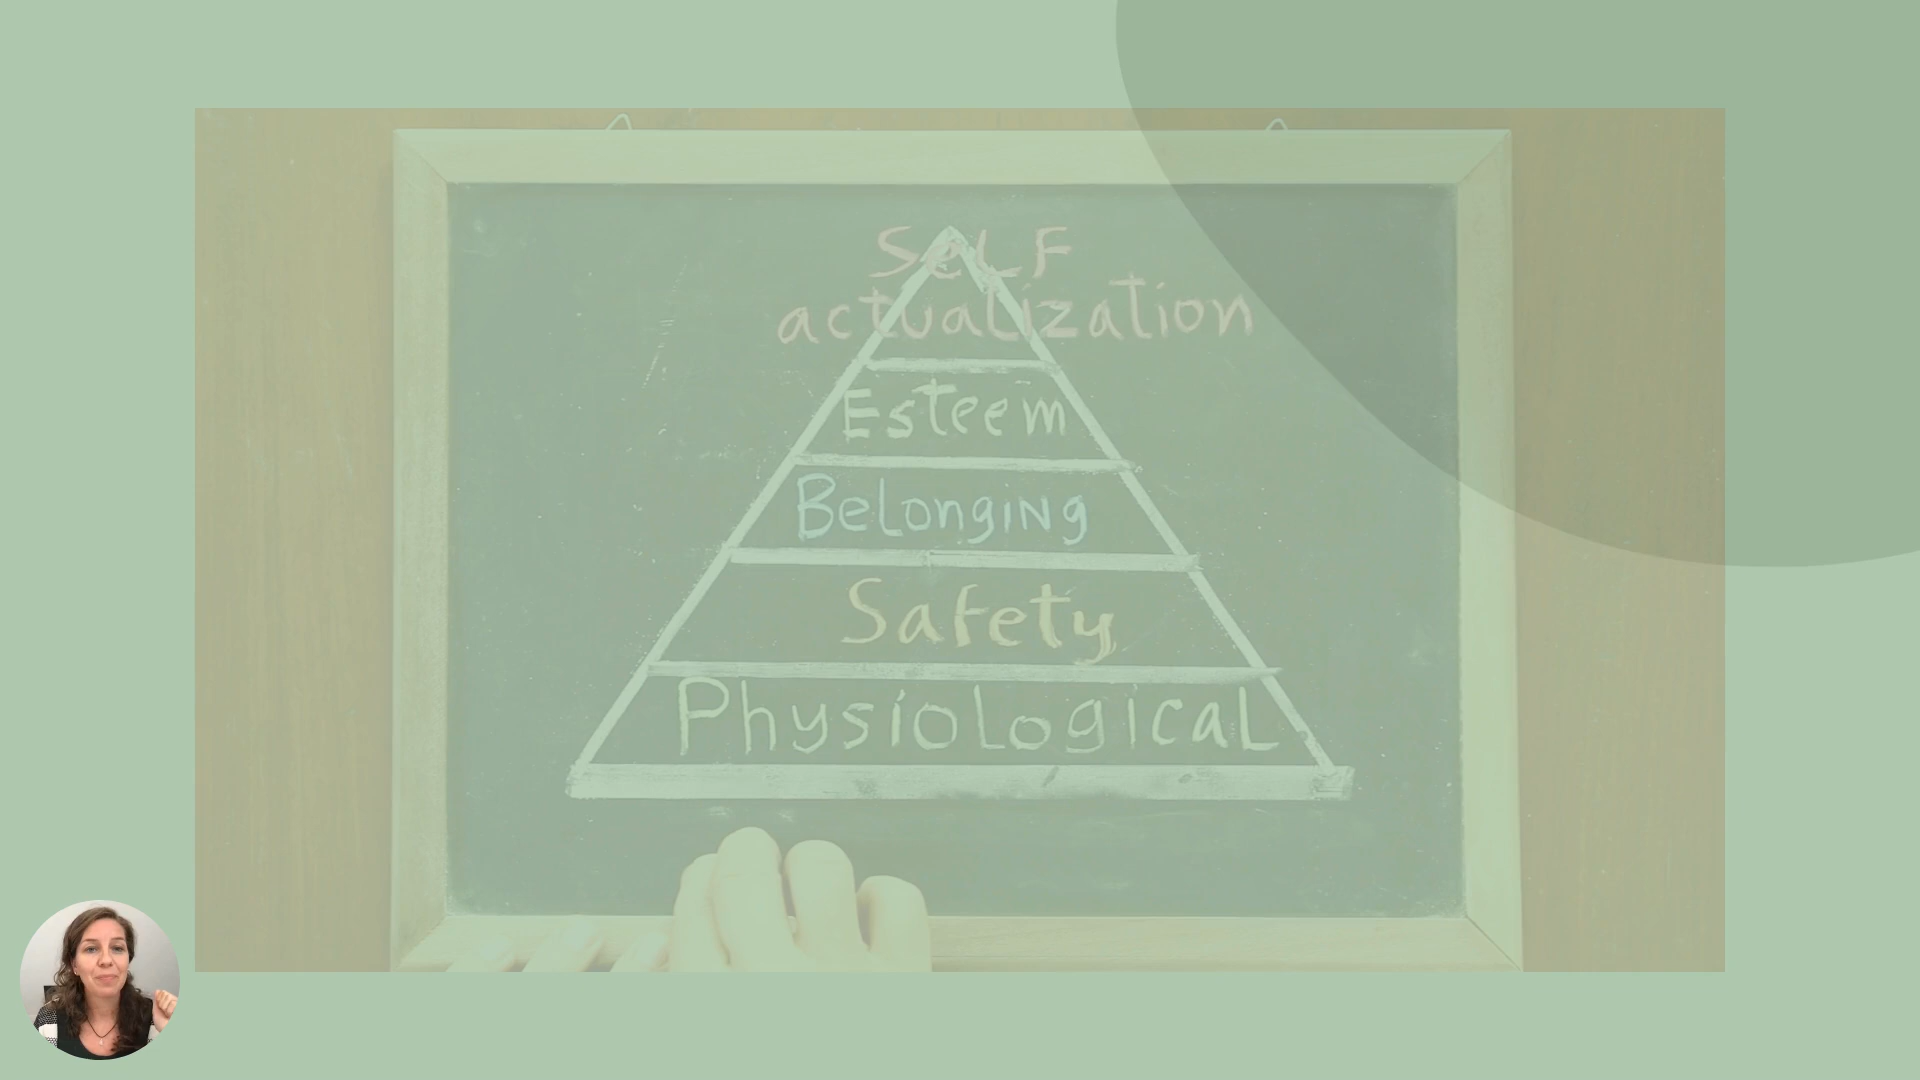 SeLF
actualization
Esteem
Belonging
Safety
Physiological